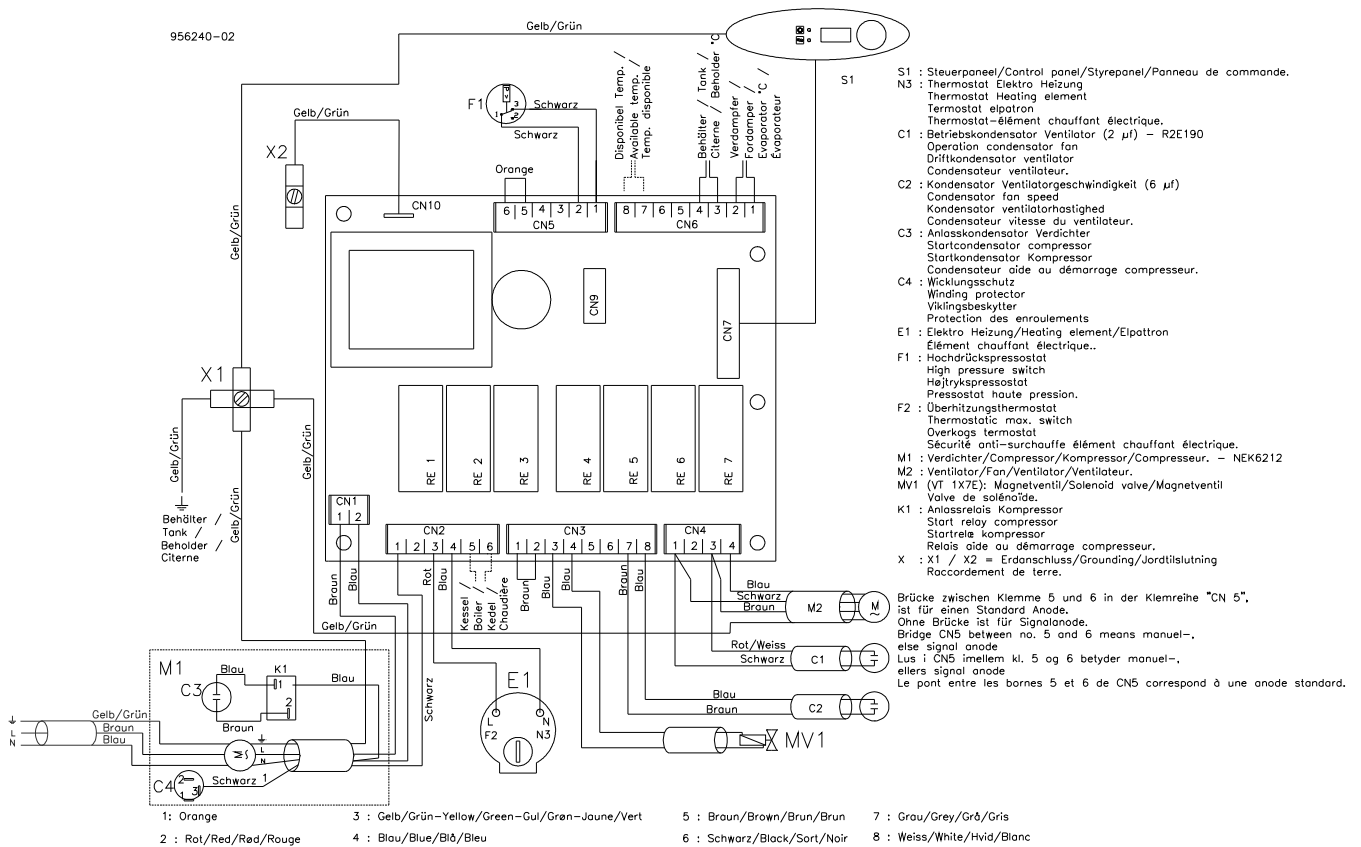 956240-02
Gelb/Grün
S1
F1
3
1
2
P
Schwarz
Schwarz
Disponibel Temp. /
Available temp. /
Temp. disponible
Behälter / Tank /
Citerne / Beholder °C
Verdampfer /
Fordamper /
Evaporator °C /
Évaporateur
Gelb/Grün
X2
Orange
CN10
6 5 4 3 2 1
CN5
8 7 6 5 4 3 2 1
CN6
Gelb/Grün
CN9
CN7
X1
Gelb/Grün
Gelb/Grün
Gelb/Grün
Behälter /
Tank /
Beholder /
Citerne
RE 1
RE 2
RE 3
RE 4
RE 5
RE 6
RE 7
CN1
1 2
CN2
1 2 3 4 5 6
CN3
1 2 3 4 5 6 7 8
CN4
1 2 3 4
Braun
Blau
Rot
Blau
Kessel /
Boiler /
Kedel /
Chaudière
Braun
Blau
Blau
Braun
Blau
Gelb/Grün
Schwarz
Blau
Schwarz
Braun
M2
M
~
Rot/Weiss
Schwarz
C1
Blau
Braun
C2
MV1
E1
L
F2
N
N3
M1
Blau
K1
C3
1
2
Blau
Braun
L
N
Gelb/Grün
Braun
Blau
L
N
C4
2
1
3
Schwarz 1
S1 : Steuerpaneel/Control panel/Styrepanel/Panneau de commande.
N3 : Thermostat Elektro Heizung
Thermostat Heating element
Termostat elpatron
Thermostat-élément chauffant électrique.
C1 : Betriebskondensator Ventilator (2 µf) - R2E190
Operation condensator fan
Driftkondensator ventilator
Condensateur ventilateur.
C2 : Kondensator Ventilatorgeschwindigkeit (6 µf)
Condensator fan speed
Kondensator ventilatorhastighed
Condensateur vitesse du ventilateur.
C3 : Anlasskondensator Verdichter
Startcondensator compressor
Startkondensator Kompressor
Condensateur aide au démarrage compresseur.
C4 : Wicklungsschutz
Winding protector
Viklingsbeskytter
Protection des enroulements
E1 : Elektro Heizung/Heating element/Elpattron
Élément chauffant électrique..
F1 : Hochdrückspressostat
High pressure switch
Højtrykspressostat
Pressostat haute pression.
F2 : Überhitzungsthermostat
Thermostatic max. switch
Overkogs termostat
Sécurité anti-surchauffe élément chauffant électrique.
M1 : Verdichter/Compressor/Kompressor/Compresseur. - NEK6212
M2 : Ventilator/Fan/Ventilator/Ventilateur.
MV1 (VT 1X7E): Magnetventil/Solenoid valve/Magnetventil
Valve de solénoïde.
K1 : Anlassrelais Kompressor
Start relay compressor
Startrelæ kompressor
Relais aide au démarrage compresseur.
X : X1 / X2 = Erdanschluss/Grounding/Jordtilslutning
Raccordement de terre.
Brücke zwischen Klemme 5 und 6 in der Klemreihe "CN 5",
ist für einen Standard Anode.
Ohne Brücke ist für Signalanode.
Bridge CN5 between no. 5 and 6 means manuel-,
else signal anode
Lus i CN5 imellem kl. 5 og 6 betyder manuel-,
ellers signal anode
Le pont entre les bornes 5 et 6 de CN5 correspond à une anode standard.
1: Orange
2 : Rot/Red/Rød/Rouge
3 : Gelb/Grün-Yellow/Green-Gul/Grøn-Jaune/Vert
4 : Blau/Blue/Blå/Bleu
5 : Braun/Brown/Brun/Brun
6 : Schwarz/Black/Sort/Noir
7 : Grau/Grey/Grå/Gris
8 : Weiss/White/Hvid/Blanc